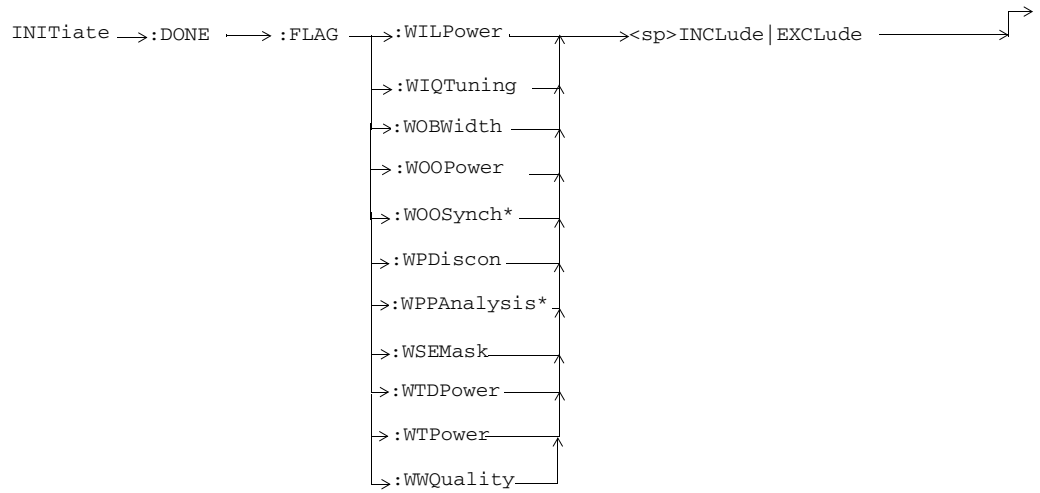 INITiate :DONE :FLAG :WILPower <sp>INCLude|EXCLude
:WIQTuning
:WOBWidth
:WOOPower
:WOOSynch*
:WPDiscon
:WPPAnalysis*
:WSEMask
:WTDPower
:WTPower
:WWQuality